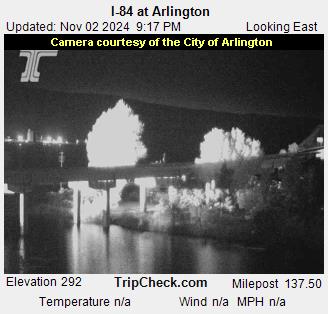 I-84 at Arlington
Updated: Nov 02 2024 9:17 PM Looking East
Camera courtesy of the City of Arlington
Elevation 292 TripCheck.com Milepost 137.50
Temperature n/a Wind n/a MPH n/a